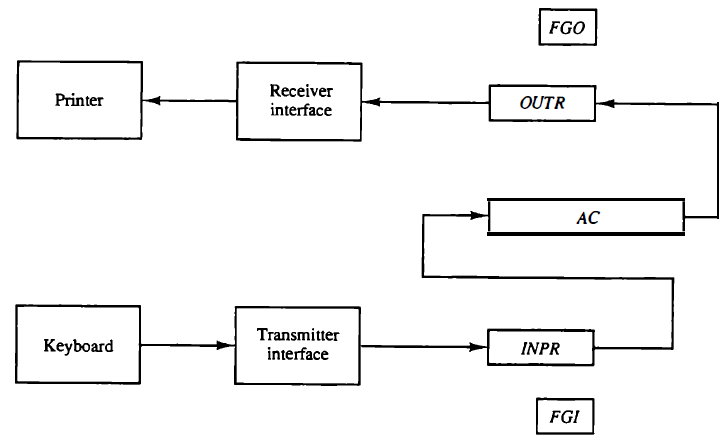 FGO
Printer
Receiver
interface
OUTR
AC
Keyboard
Transmitter
interface
INPR
FGI